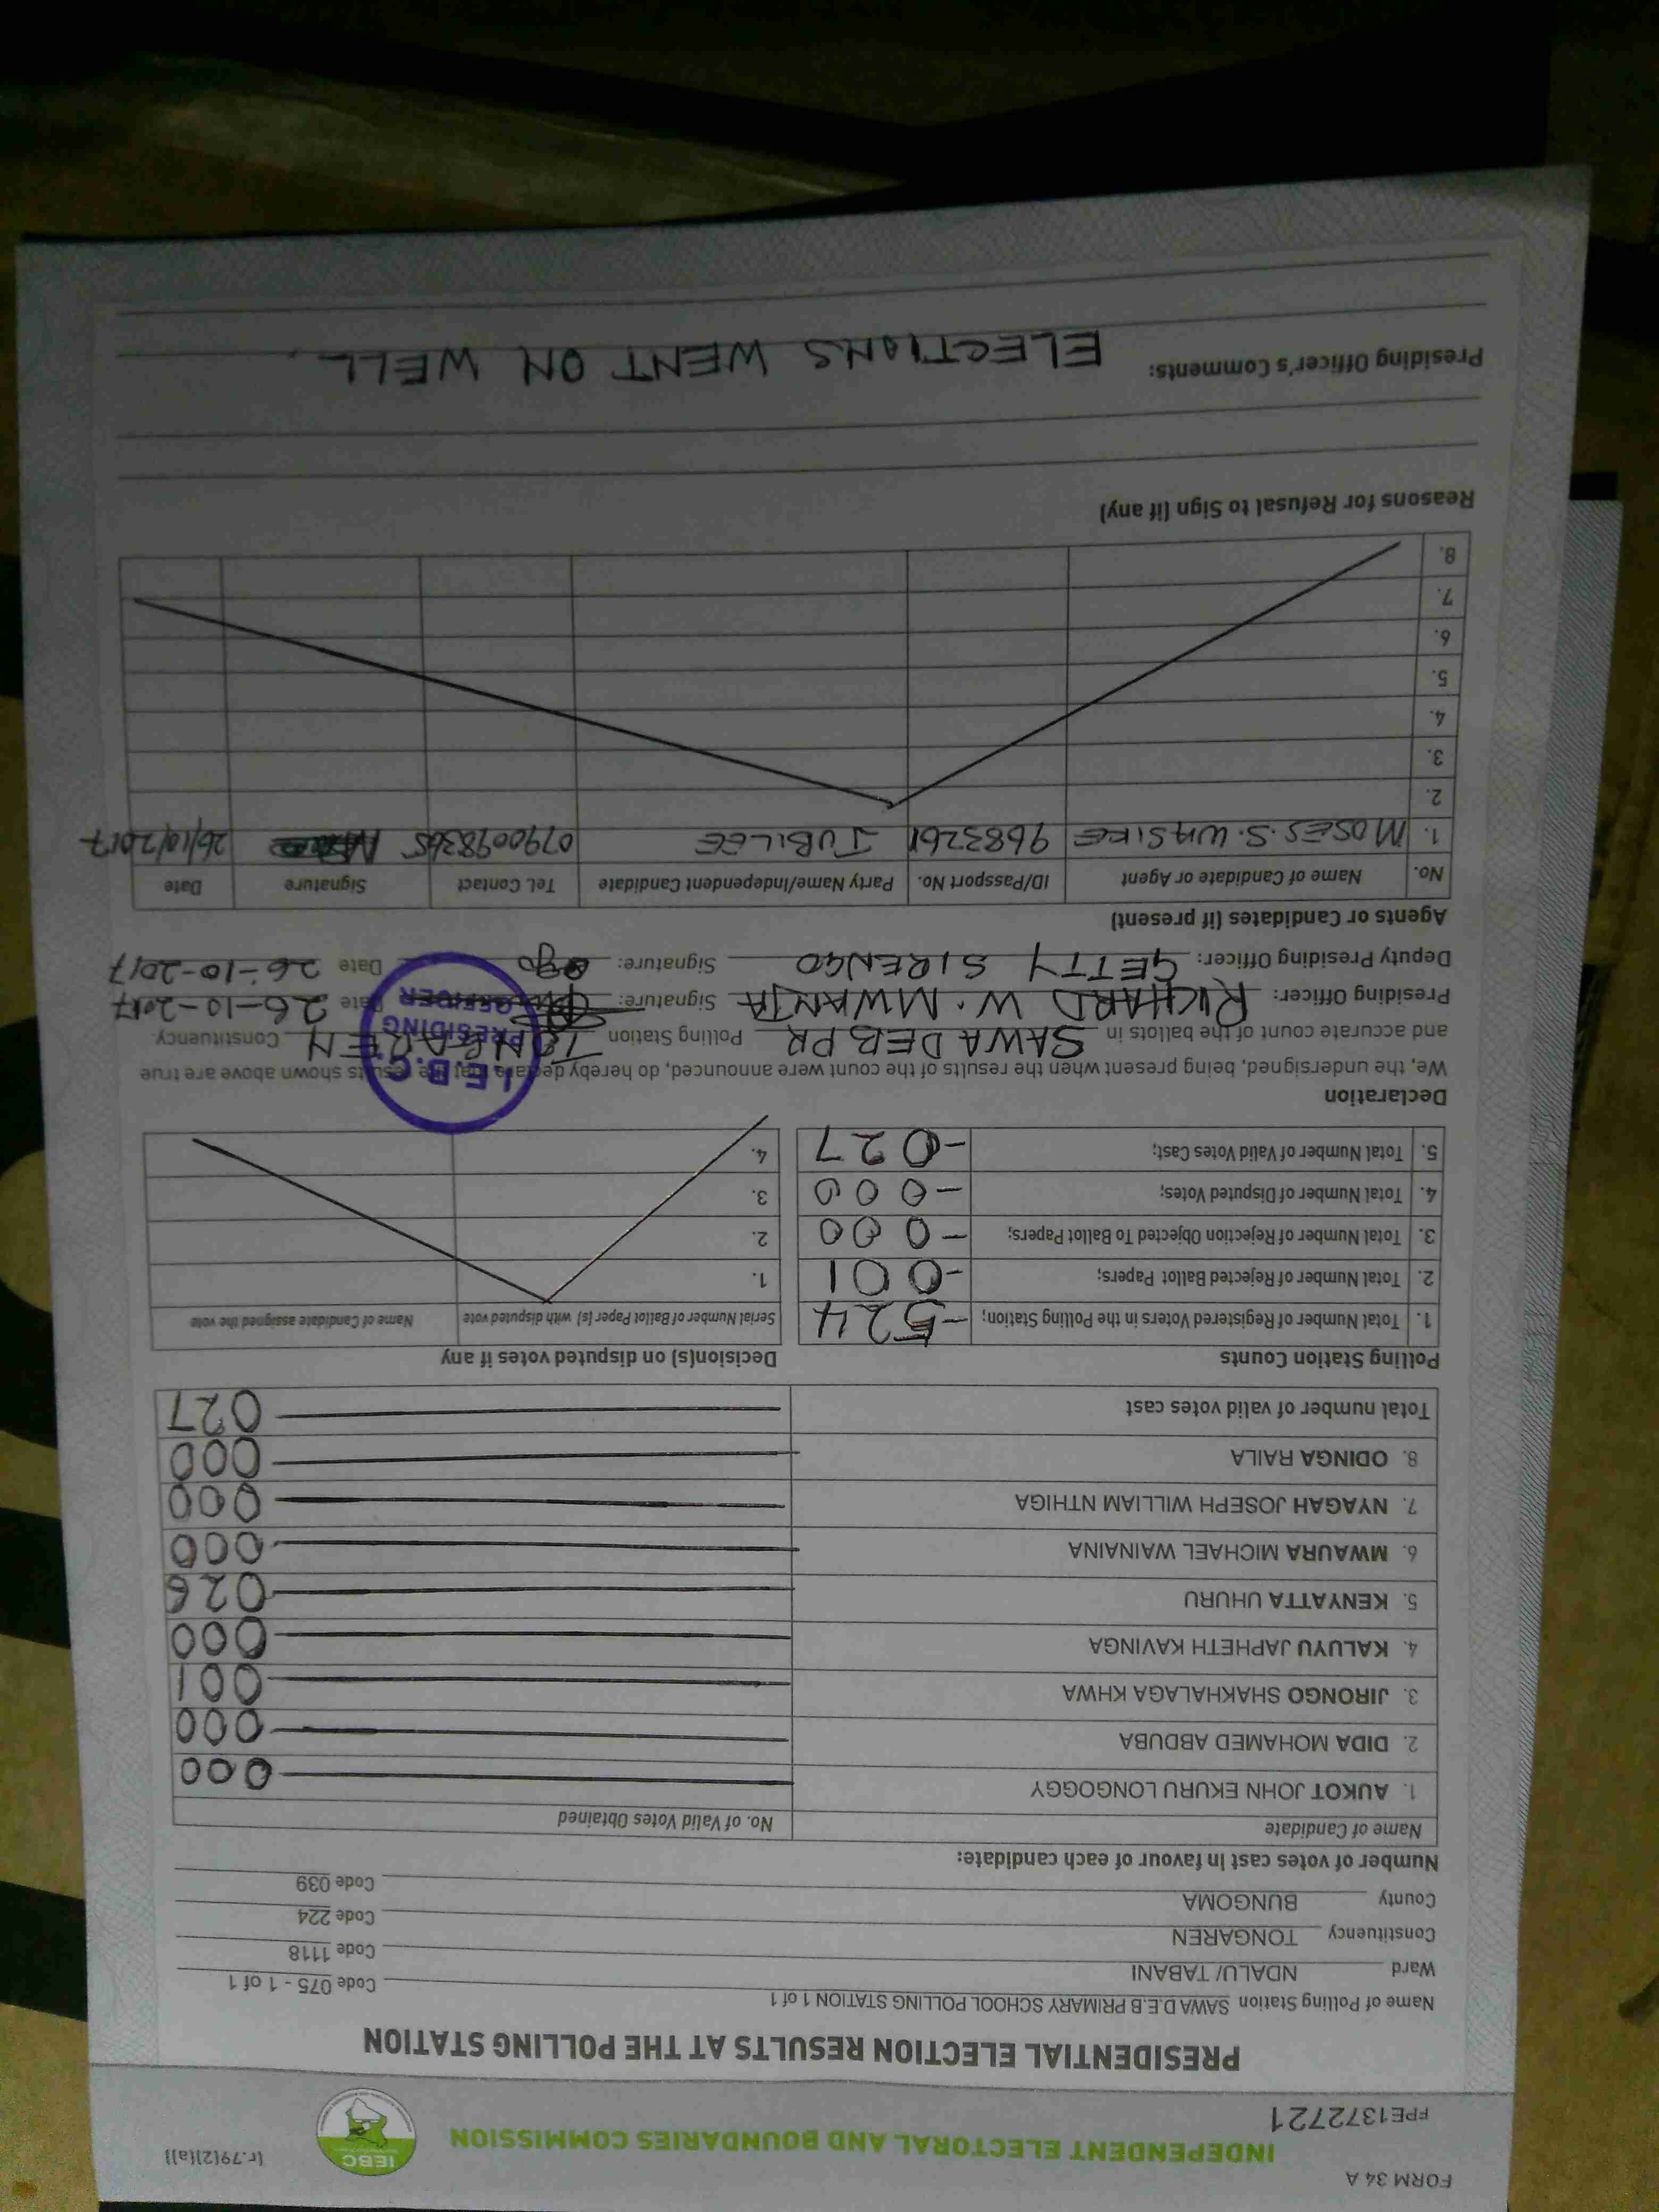 FORM 34 A
(r.79(2)(a))
INDEPENDENT ELECTORAL AND BOUNDARIES COMMISSION
IEBC
FPE1372721
PRESIDENTIAL ELECTION RESULTS AT THE POLLING STATION
Name of Polling Station SAWA D.E.B PRIMARY SCHOOL POLLING STATION 1 of 1 Code 075 - 1 of 1
Ward NDALU/ TABANI Code 1118
Constituency TONGAREN Code 224
County BUNGOMA Code 039
Number of votes cast in favour of each candidate:
Name of Candidate No. of Valid Votes Obtained
1. AUKOT JOHN EKURU LONGOGGY 000
2. DIDA MOHAMED ABDUBA 000
3. JIRONGO SHAKHALAGA KHWA 001
4. KALUYU JAPHETH KAVINGA 000
5. KENYATTA UHURU 026
6. MWAURA MICHAEL WAINAINA 000
7. NYAGAH JOSEPH WILLIAM NTHIGA 000
8. ODINGA RAILA 000
Total number of valid votes cast 027
Polling Station Counts
1. Total Number of Registered Voters in the Polling Station; -524
2. Total Number of Rejected Ballot Papers; -001
3. Total Number of Rejection Objected To Ballot Papers; -000
4. Total Number of Disputed Votes; -000
5. Total Number of Valid Votes Cast; -027
Decision(s) on disputed votes if any
Serial Number of Ballot Paper (s) with disputed vote Name of Candidate assigned the vote
1.
2.
3.
4.
Declaration
We, the undersigned, being present when the results of the count were announced, do hereby declare that the results shown above are true
and accurate count of the ballots in SAWA DEB PR Polling Station TONGAREN Constituency
Presiding Officer: RICHARD W. MWANJA Signature: Date 26-10-2017
Deputy Presiding Officer: GETTY SIRENGO Signature: Date 26-10-2017
I.E.B.C.
PRESIDING
OFFICER
Agents or Candidates (if present)
No. Name of Candidate or Agent ID/Passport No. Party Name/Independent Candidate Tel. Contact Signature Date
1. MOSES.S.WASIKE 9683261 JUBILEE 0790098365 26/10/2017
2.
3.
4.
5.
6.
7.
8.
Reasons for Refusal to Sign (if any)
Presiding Officer's Comments: ELECTIONS WENT ON WELL.